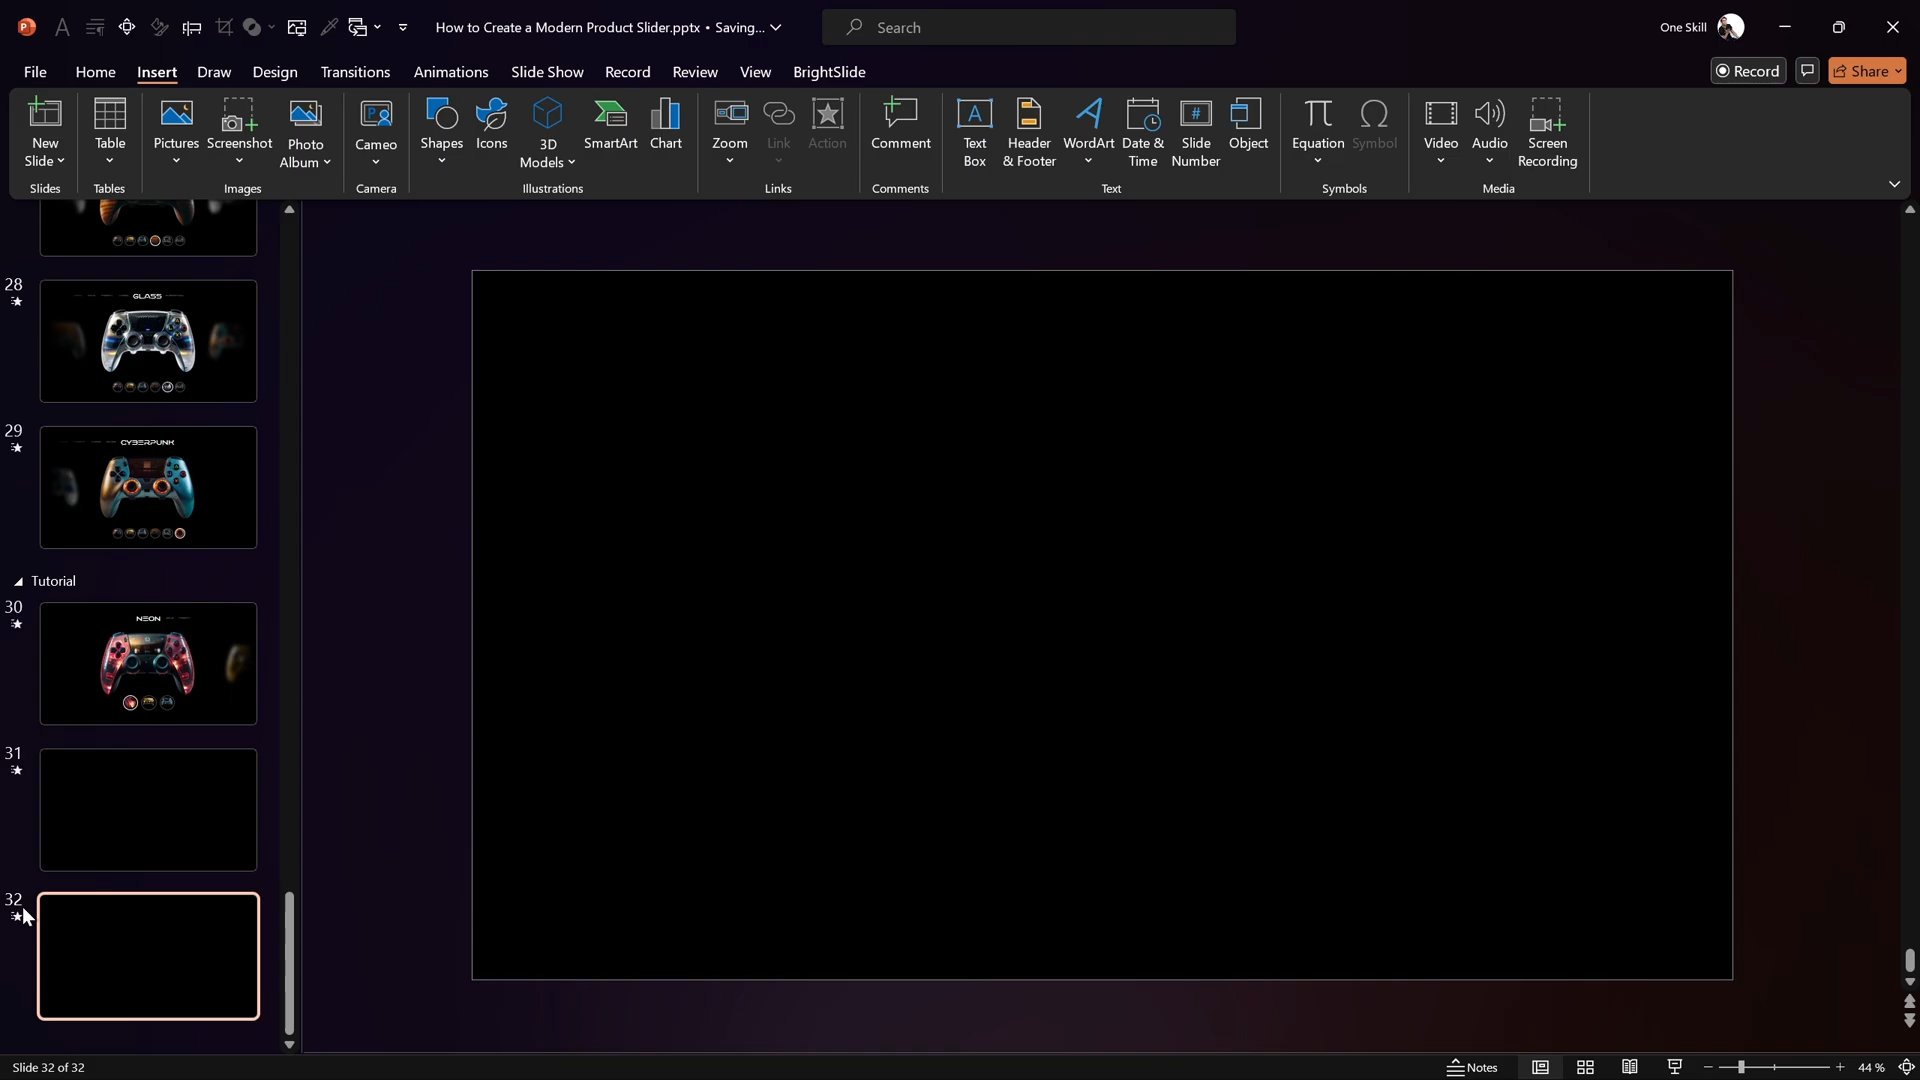 How to Create a Modern Product Slider.pptx • Saving...
Search
One Skill
File Home Insert Draw Design Transitions Animations Slide Show Record Review View BrightSlide
Record
Share
New Slide
Table
Pictures
Screenshot
Photo Album
Cameo
Shapes
Icons
3D Models
SmartArt
Chart
Zoom
Link
Action
Comment
Text Box
Header & Footer
WordArt
Date & Time
Slide Number
Object
Equation
Symbol
Video
Audio
Screen Recording
Slides Tables Images Camera Illustrations Links Comments Text Symbols Media
28
GLASS
29
CYBERPUNK
Tutorial
30
NEON
31
32
Slide 32 of 32
Notes
44 %